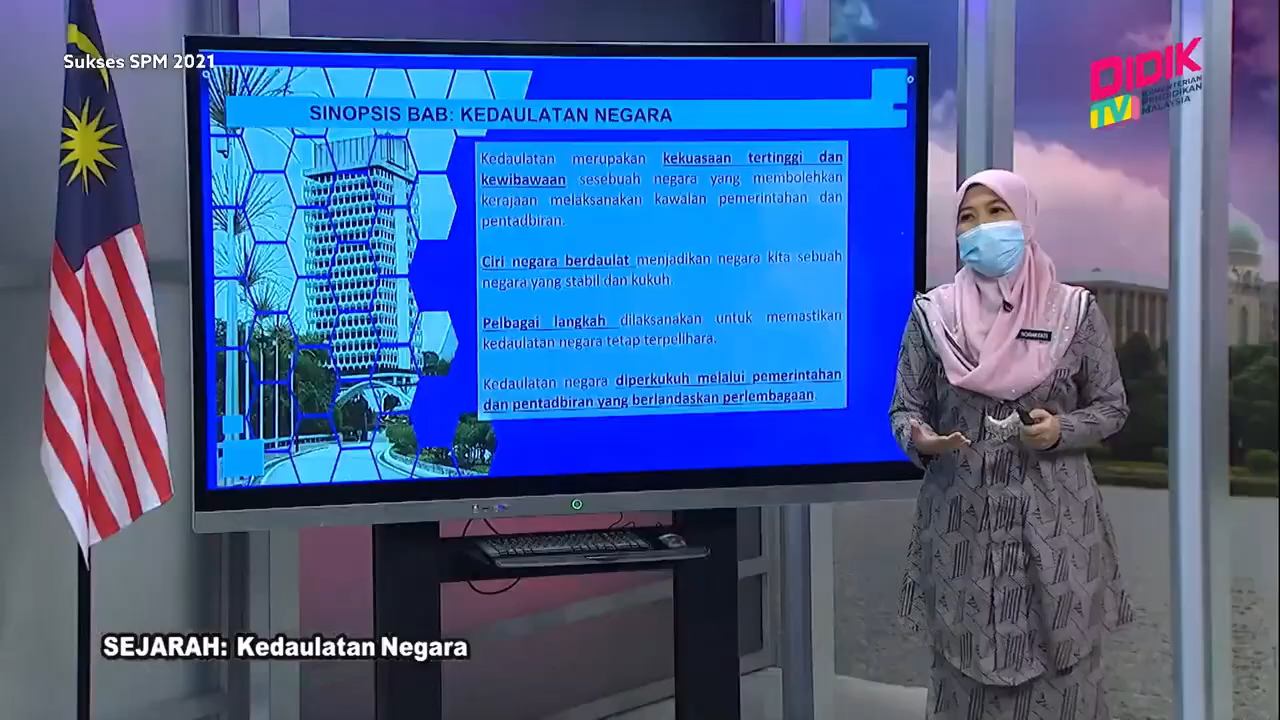 Sukses SPM 2021
DIDIK
TV
KEMENTERIAN
PENDIDIKAN
MALAYSIA
SINOPSIS BAB: KEDAULATAN NEGARA
Kedaulatan merupakan kekuasaan tertinggi dan
kewibawaan sesebuah negara yang membolehkan
kerajaan melaksanakan kawalan pemerintahan dan
pentadbiran.
Ciri negara berdaulat menjadikan negara kita sebuah
negara yang stabil dan kukuh.
Pelbagai langkah dilaksanakan untuk memastikan
kedaulatan negara tetap terpelihara.
Kedaulatan negara diperkukuh melalui pemerintahan
dan pentadbiran yang berlandaskan perlembagaan.
SEJARAH: Kedaulatan Negara